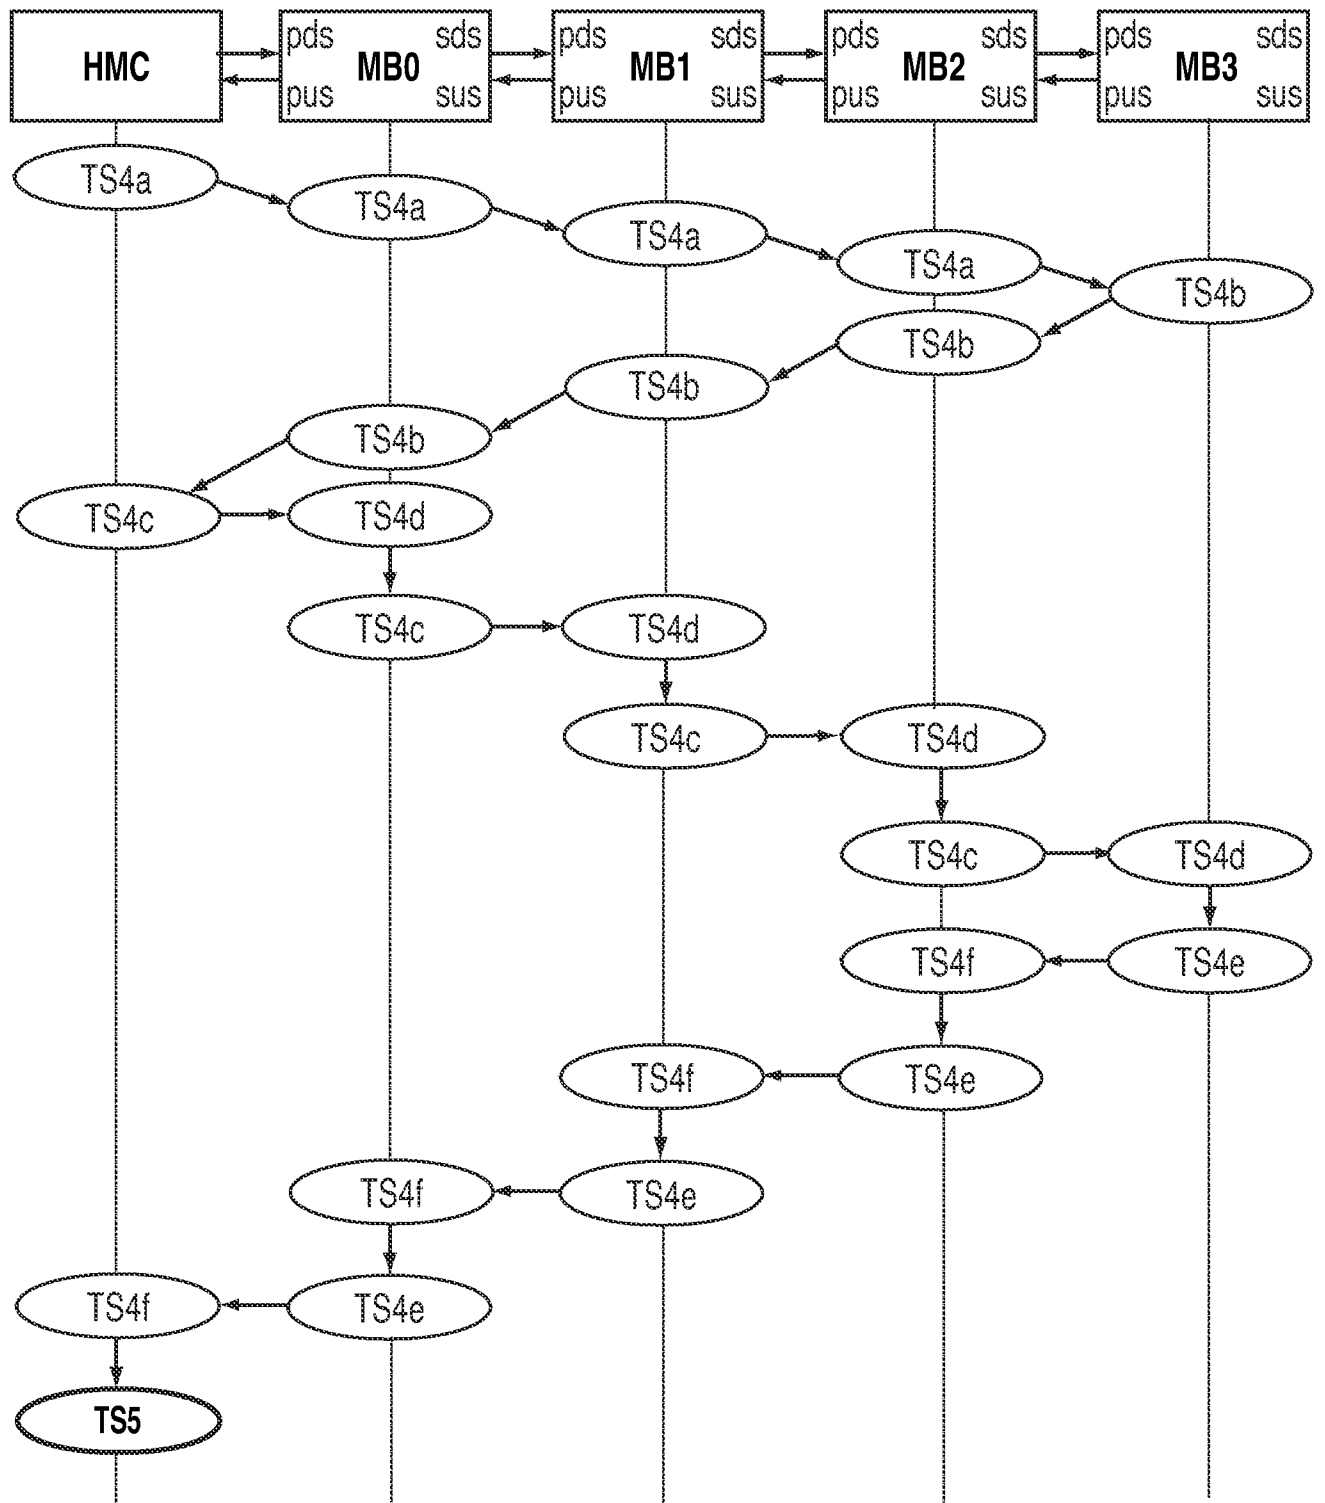 pds sds pds sds pds sds pds sds
HMC MB0 MB1 MB2 MB3
pus sus pus sus pus sus pus sus
TS4a
TS4a
TS4a
TS4a
TS4b
TS4b
TS4b
TS4b
TS4c TS4d
TS4c TS4d
TS4c TS4d
TS4c TS4d
TS4f TS4e
TS4f TS4e
TS4f TS4e
TS4f TS4e
TS5